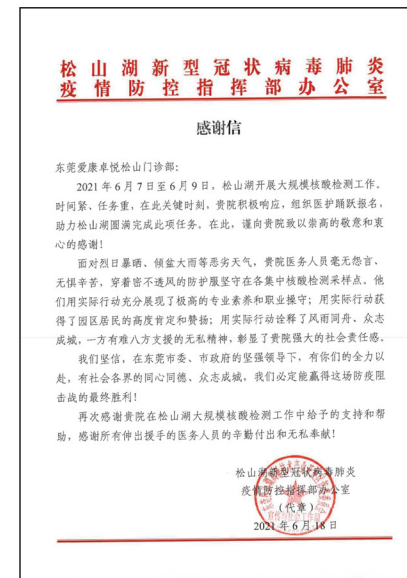 松山湖新型冠状病毒肺炎
疫情防控指挥部办公室
感谢信
东莞爱康卓悦松山门诊部：
2021年6月7日至6月9日，松山湖开展大规模核酸检测工作。
时间紧、任务重，在此关键时刻，贵院积极响应，组织医护踊跃报名，
助力松山湖圆满完成此项任务。在此，谨向贵院致以崇高的敬意和衷
心的感谢！
面对烈日暴晒、倾盆大雨等恶劣天气，贵院医务人员毫无怨言、
无惧辛苦，穿着密不透风的防护服坚守在各集中核酸检测采样点。他
们用实际行动充分展现了极高的专业素养和职业操守；用实际行动获
得了园区居民的高度肯定和赞扬；用实际行动诠释了风雨同舟、众志
成城，一方有难八方支援的无私精神，彰显了贵院强大的社会责任感。
我们坚信，在东莞市委、市政府的坚强领导下，有你们的全力以
赴，有社会各界的同心同德、众志成城，我们必定能赢得这场防疫阻
击战的最终胜利！
再次感谢贵院在松山湖大规模核酸检测工作中给予的支持和帮
助，感谢所有伸出援手的医务人员的辛勤付出和无私奉献！
松山湖新型冠状病毒肺炎
疫情防控指挥部办公室
（代章）
2021年6月18日